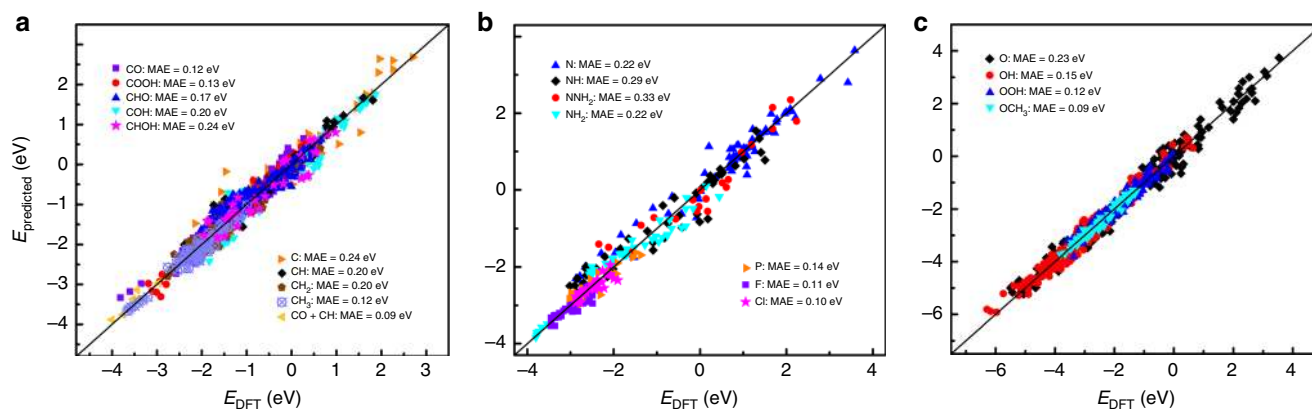 a
2
1
0
−1
−2
−3
−4
E predicted (eV)
CO: MAE = 0.12 eV
COOH: MAE = 0.13 eV
CHO: MAE = 0.17 eV
COH: MAE = 0.20 eV
CHOH: MAE = 0.24 eV
C: MAE = 0.24 eV
CH: MAE = 0.20 eV
CH₂: MAE = 0.20 eV
CH₃: MAE = 0.12 eV
CO + CH: MAE = 0.09 eV
−4 −3 −2 −1 0 1 2 3
E DFT (eV)
b
4
2
0
−2
−4
N: MAE = 0.22 eV
NH: MAE = 0.29 eV
NNH₂: MAE = 0.33 eV
NH₂: MAE = 0.22 eV
P: MAE = 0.14 eV
F: MAE = 0.11 eV
Cl: MAE = 0.10 eV
−4 −2 0 2 4
E DFT (eV)
c
4
2
0
−2
−4
−6
O: MAE = 0.23 eV
OH: MAE = 0.15 eV
OOH: MAE = 0.12 eV
OCH₃: MAE = 0.09 eV
−6 −4 −2 0 2 4
E DFT (eV)